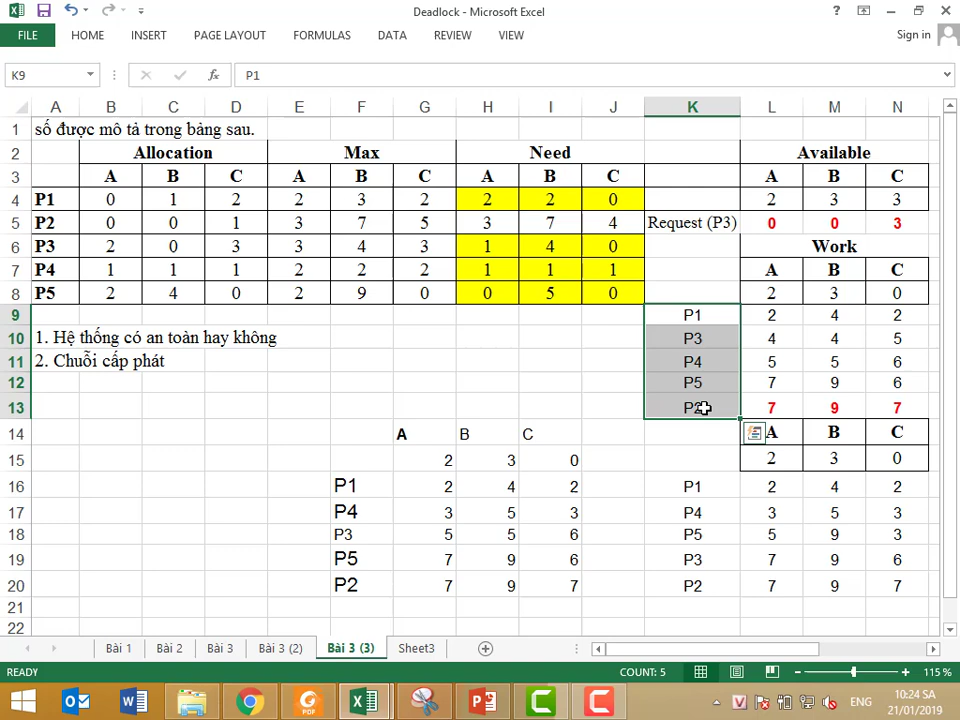 Deadlock - Microsoft Excel
FILE HOME INSERT PAGE LAYOUT FORMULAS DATA REVIEW VIEW Sign in
K9 fx P1
A B C D E F G H I J K L M N
1 số được mô tả trong bảng sau.
2 Allocation Max Need Available
3 A B C A B C A B C A B C
4 P1 0 1 2 2 3 2 2 2 0 2 3 3
5 P2 0 0 1 3 7 5 3 7 4 Request (P3) 0 0 3
6 P3 2 0 3 3 4 3 1 4 0 Work
7 P4 1 1 1 2 2 2 1 1 1 A B C
8 P5 2 4 0 2 9 0 0 5 0 2 3 0
9 P1 2 4 2
10 1. Hệ thống có an toàn hay không P3 4 4 5
11 2. Chuỗi cấp phát P4 5 5 6
12 P5 7 9 6
13 P2 7 9 7
14 A B C A B C
15 2 3 0 2 3 0
16 P1 2 4 2 P1 2 4 2
17 P4 3 5 3 P4 3 5 3
18 P3 5 5 6 P5 5 9 3
19 P5 7 9 6 P3 7 9 6
20 P2 7 9 7 P2 7 9 7
21
22
Bài 1 Bài 2 Bài 3 Bài 3 (2) Bài 3 (3) Sheet3
READY COUNT: 5 115 %
ENG 10:24 SA
21/01/2019